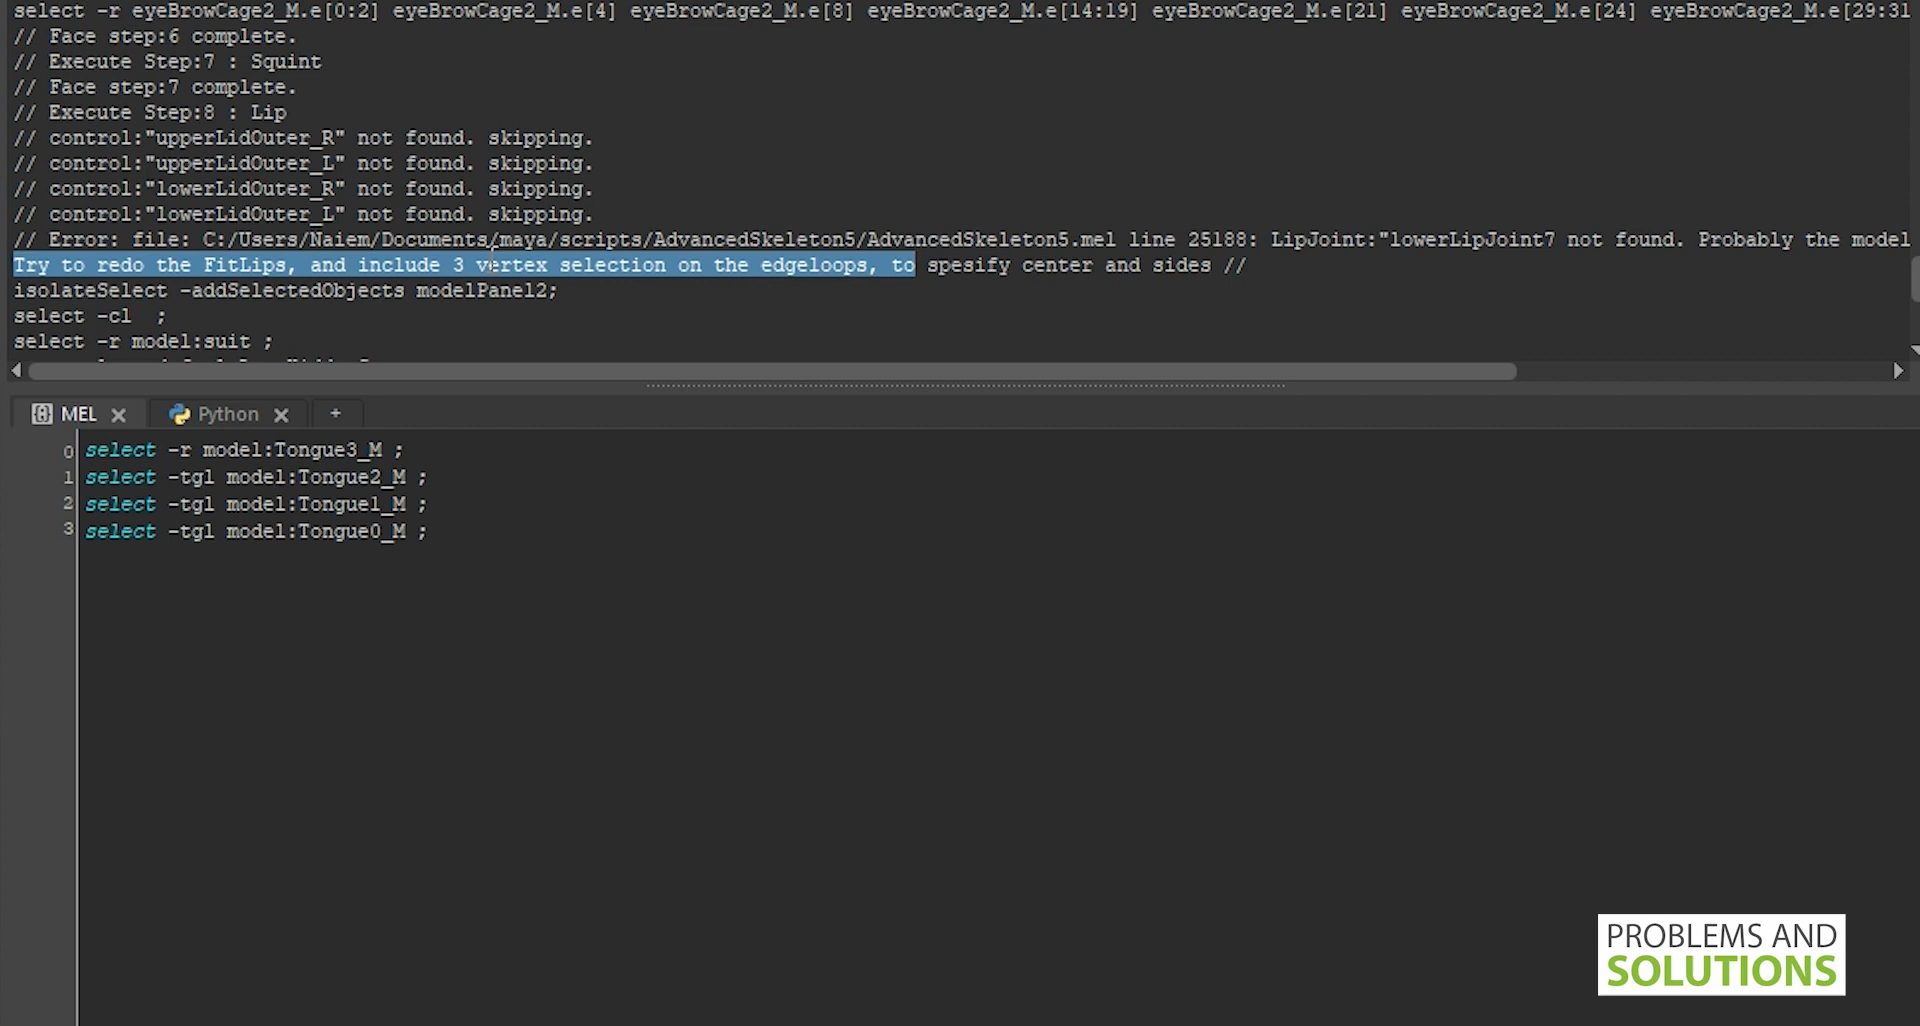 select -r eyeBrowCage2_M.e[0:2] eyeBrowCage2_M.e[4] eyeBrowCage2_M.e[8] eyeBrowCage2_M.e[14:19] eyeBrowCage2_M.e[21] eyeBrowCage2_M.e[24] eyeBrowCage2_M.e[29:31
// Face step:6 complete.
// Execute Step:7 : Squint
// Face step:7 complete.
// Execute Step:8 : Lip
// control:"upperLidOuter_R" not found. skipping.
// control:"upperLidOuter_L" not found. skipping.
// control:"lowerLidOuter_R" not found. skipping.
// control:"lowerLidOuter_L" not found. skipping.
// Error: file: C:/Users/Naiem/Documents/maya/scripts/AdvancedSkeleton5/AdvancedSkeleton5.mel line 25188: LipJoint:"lowerLipJoint7 not found. Probably the model
Try to redo the FitLips, and include 3 vertex selection on the edgeloops, to spesify center and sides //
isolateSelect -addSelectedObjects modelPanel2;
select -cl  ;
select -r model:suit ;
MEL
Python
+
0 select -r model:Tongue3_M ;
1 select -tgl model:Tongue2_M ;
2 select -tgl model:Tongue1_M ;
3 select -tgl model:Tongue0_M ;
PROBLEMS AND
SOLUTIONS